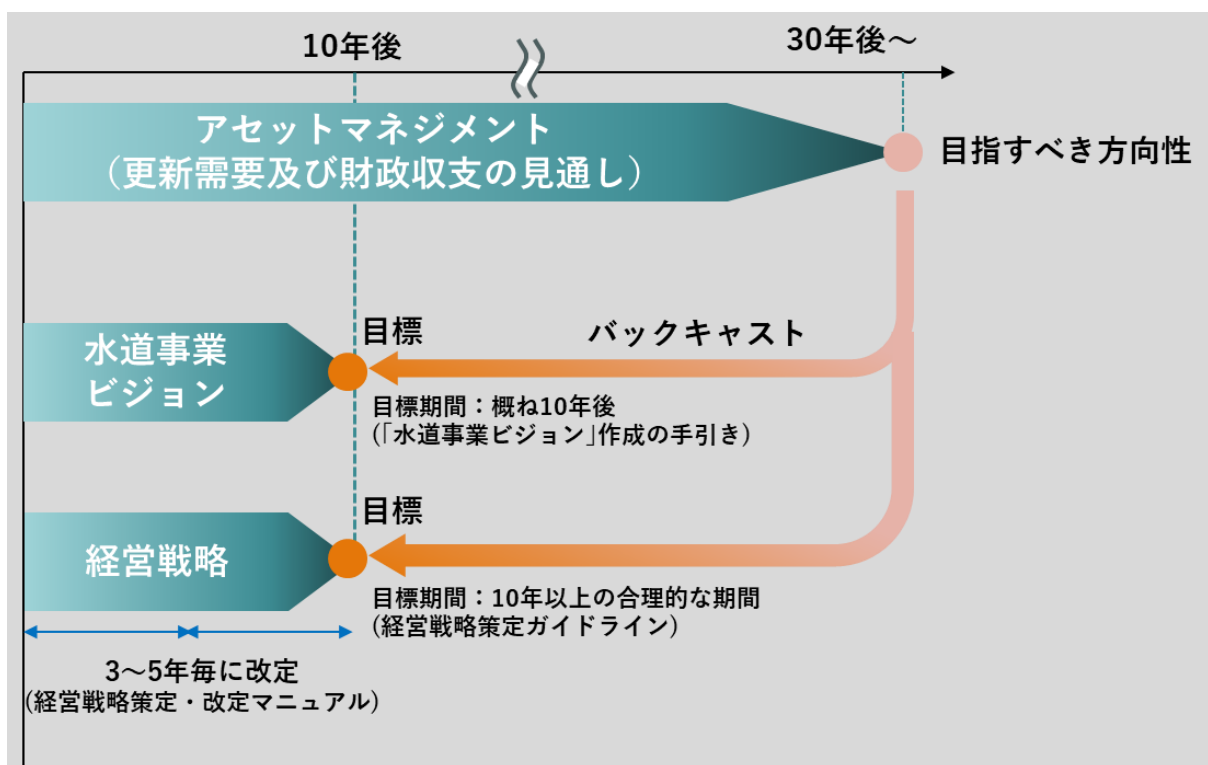 10年後
30年後～
アセットマネジメント
（更新需要及び財政収支の見通し）
目指すべき方向性
水道事業
ビジョン
目標
バックキャスト
目標期間：概ね10年後
(｢水道事業ビジョン｣作成の手引き)
経営戦略
目標
目標期間：10年以上の合理的な期間
(経営戦略策定ガイドライン)
3～5年毎に改定
(経営戦略策定・改定マニュアル)